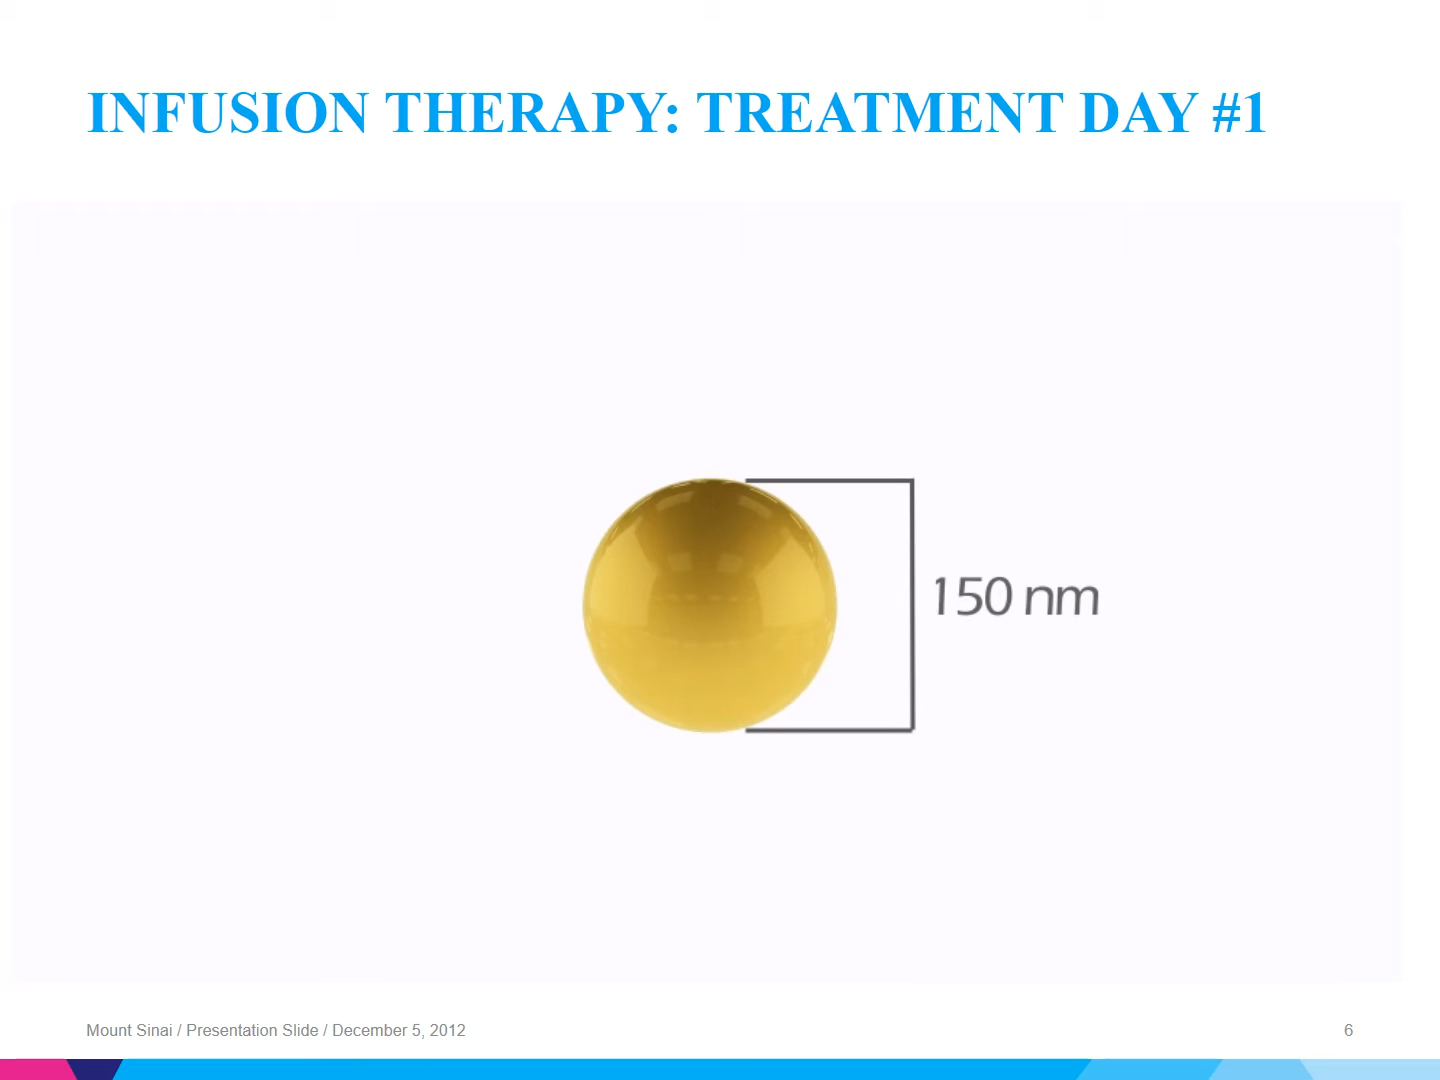 INFUSION THERAPY: TREATMENT DAY #1
150 nm
Mount Sinai / Presentation Slide / December 5, 2012
6